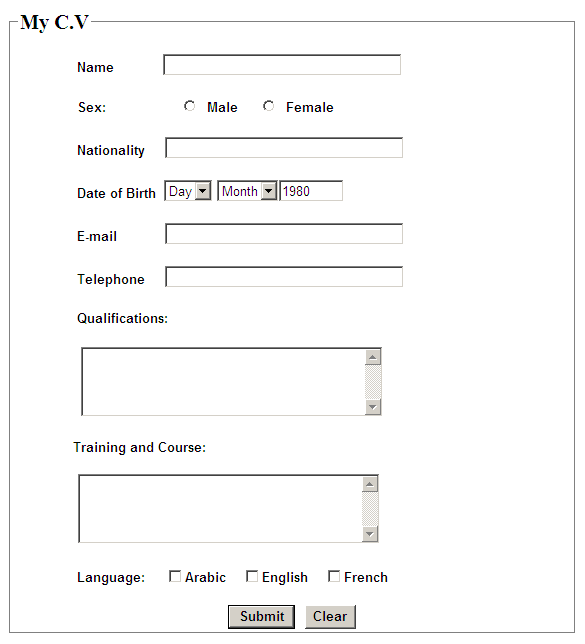 My C.V
Name
Sex: Male Female
Nationality
Date of Birth Day Month 1980
E-mail
Telephone
Qualifications:
Training and Course:
Language: Arabic English French
Submit Clear